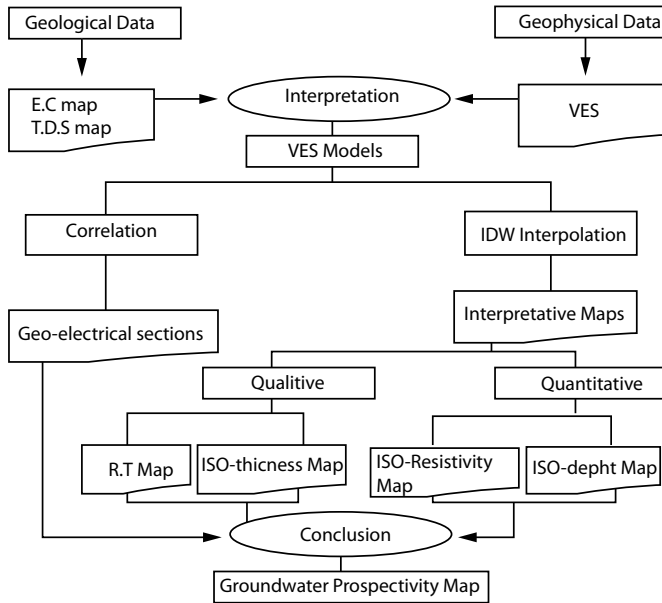 Geological Data
Geophysical Data
E.C map
T.D.S map
Interpretation
VES
VES Models
Correlation
IDW Interpolation
Geo-electrical sections
Interpretative Maps
Qualitive
Quantitative
R.T Map
ISO-thicness Map
ISO-Resistivity
Map
ISO-depht Map
Conclusion
Groundwater Prospectivity Map